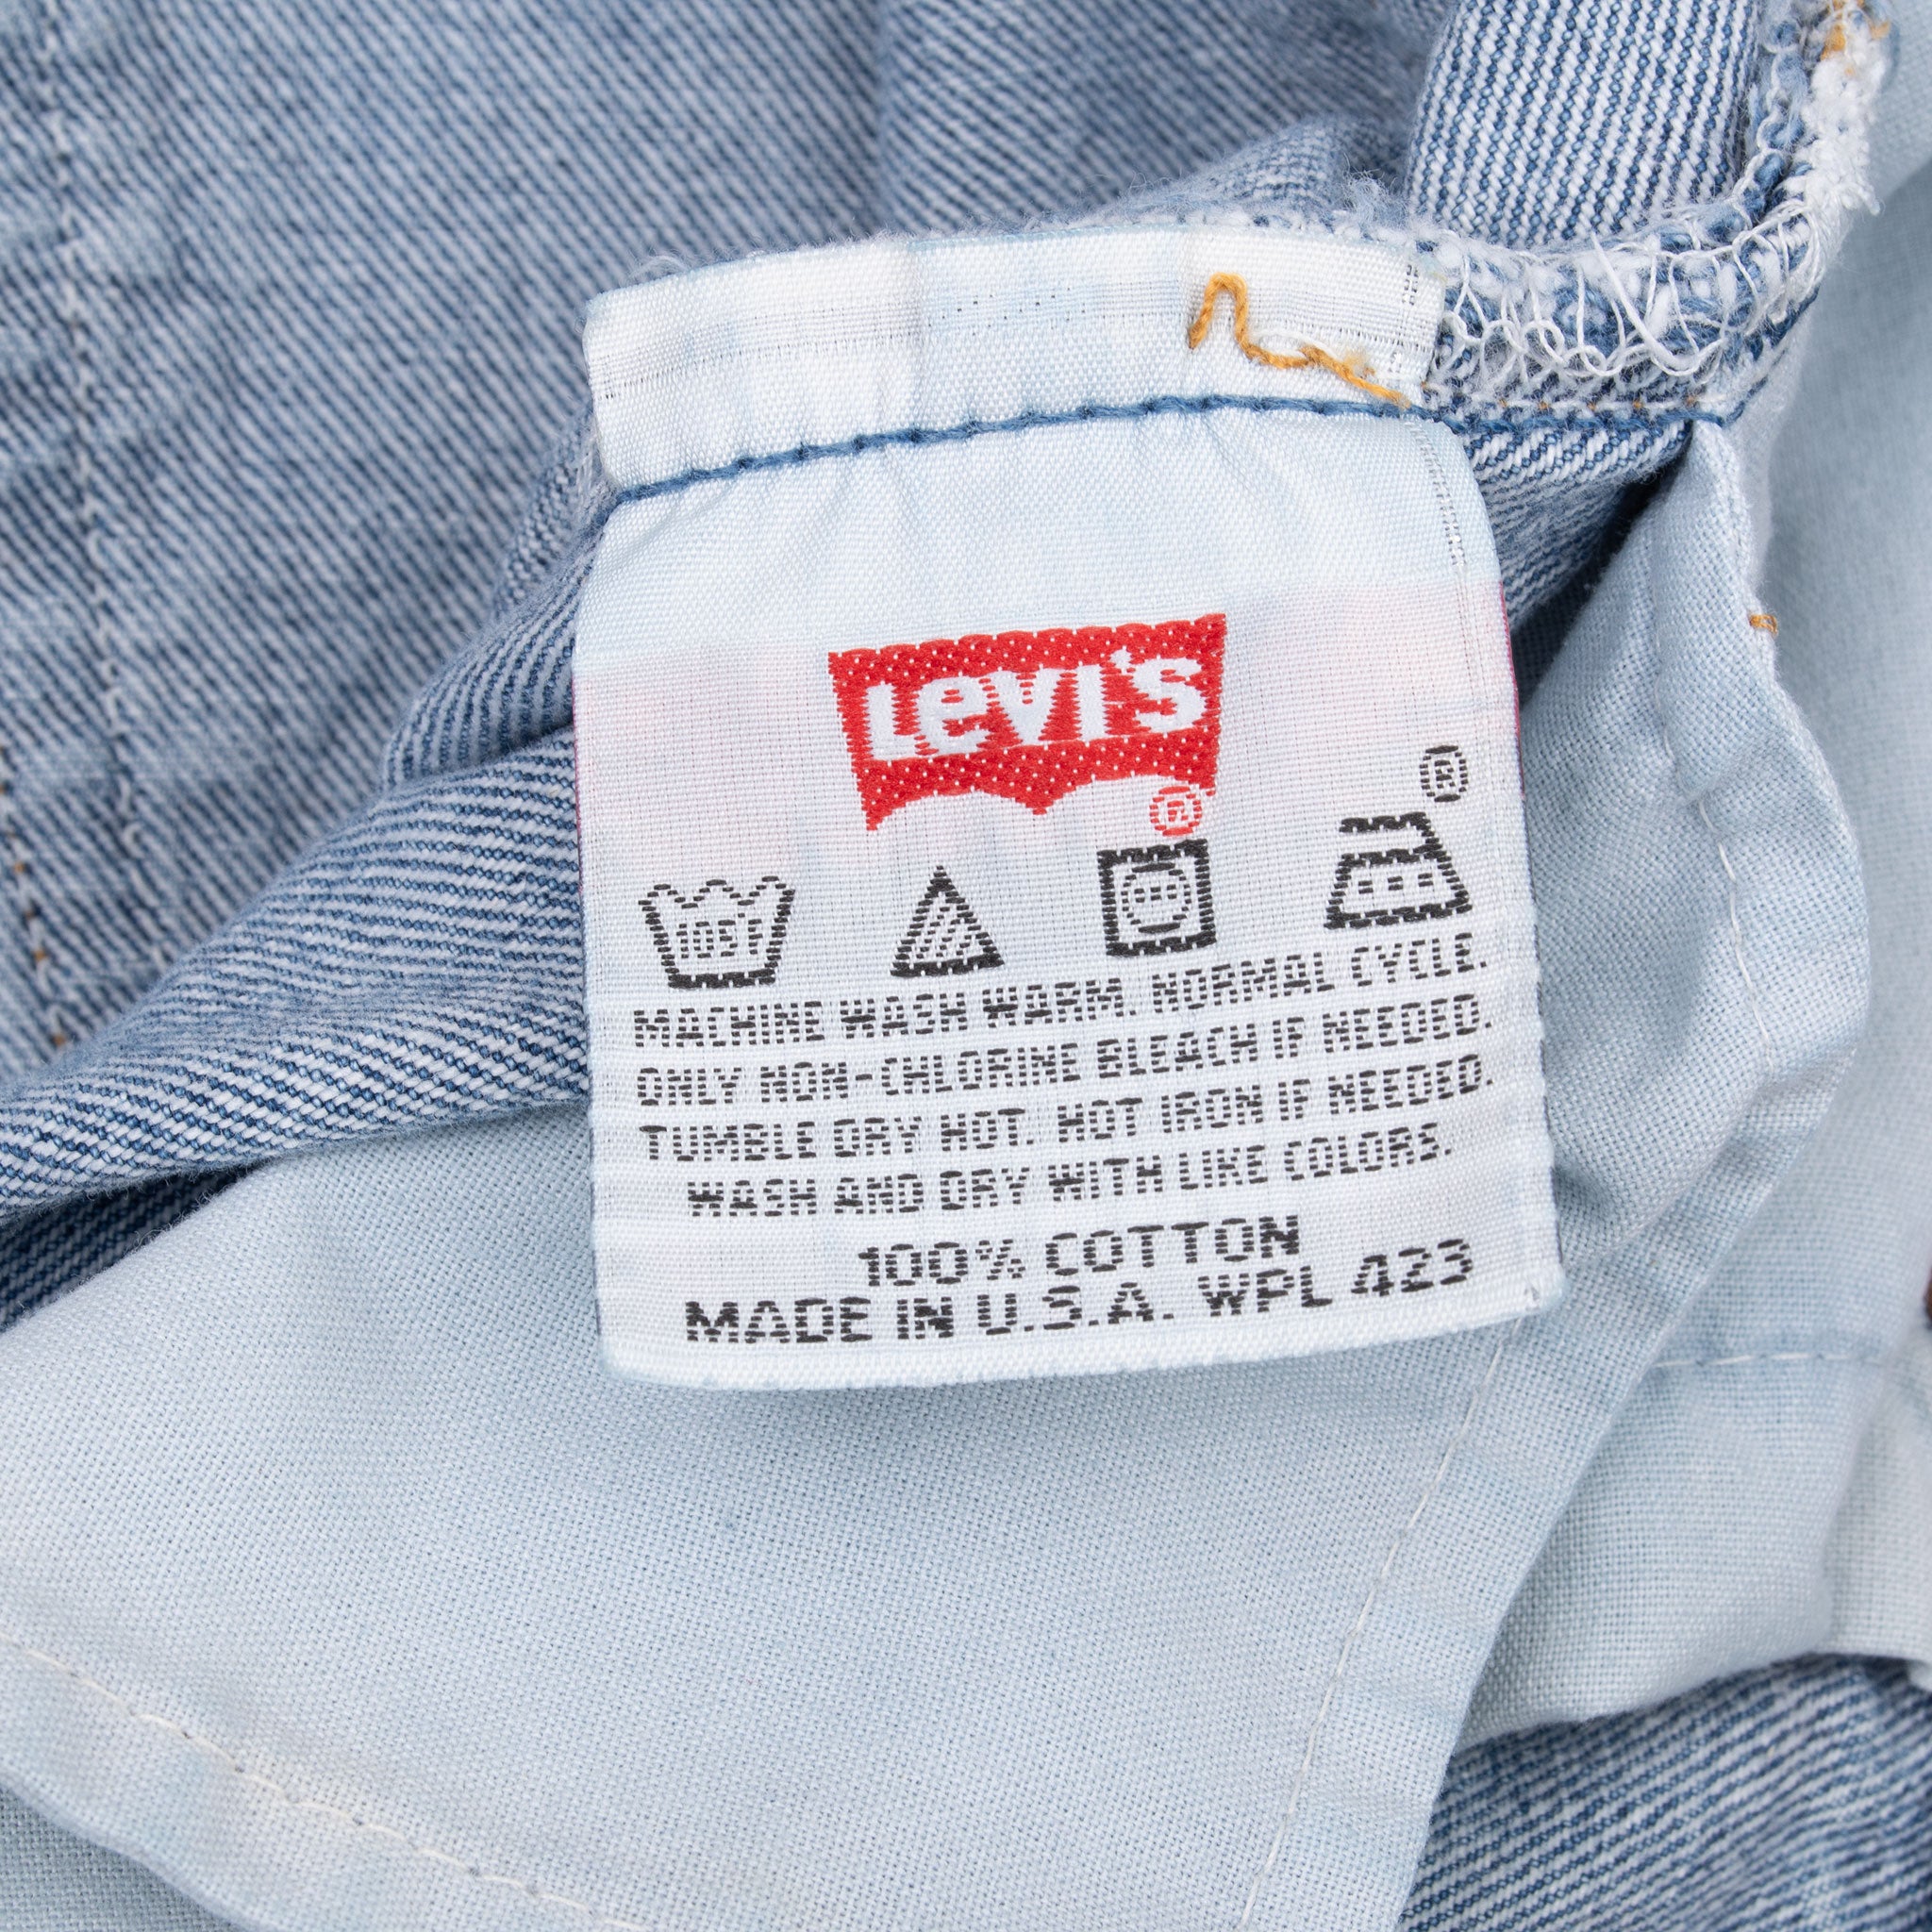 Levi's
®
®
105F
MACHINE WASH WARM. NORMAL CYCLE.
ONLY NON-CHLORINE BLEACH IF NEEDED.
TUMBLE DRY HOT. HOT IRON IF NEEDED.
WASH AND DRY WITH LIKE COLORS.
100% COTTON
MADE IN U.S.A. WPL 423